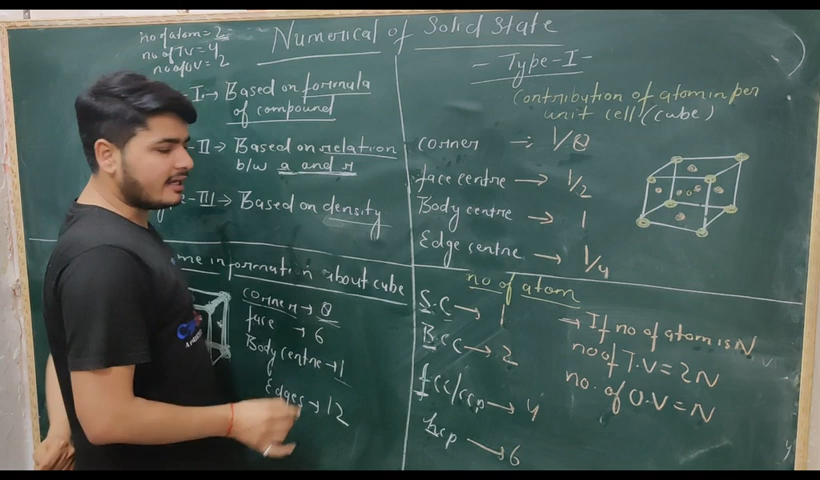 no of atom = 2
no of TV = 4
no of OV = 2
Numerical of Solid State
- Type-I -
-I → Based on formula
of compound
-II → Based on relation
b/w a and r
-III → Based on density
Contribution of atom in per
unit cell (cube)
corner → 1/8
face centre → 1/2
Body centre → 1
Edge centre → 1/4
me information about cube
corner → 8
face → 6
Body centre → 1
Edges → 12
no of atom
S.C → 1
B.CC → 2
fcc/ccp → 4
hcp → 6
→ If no of atom is N
no of T.V = 2N
no. of O.V = N